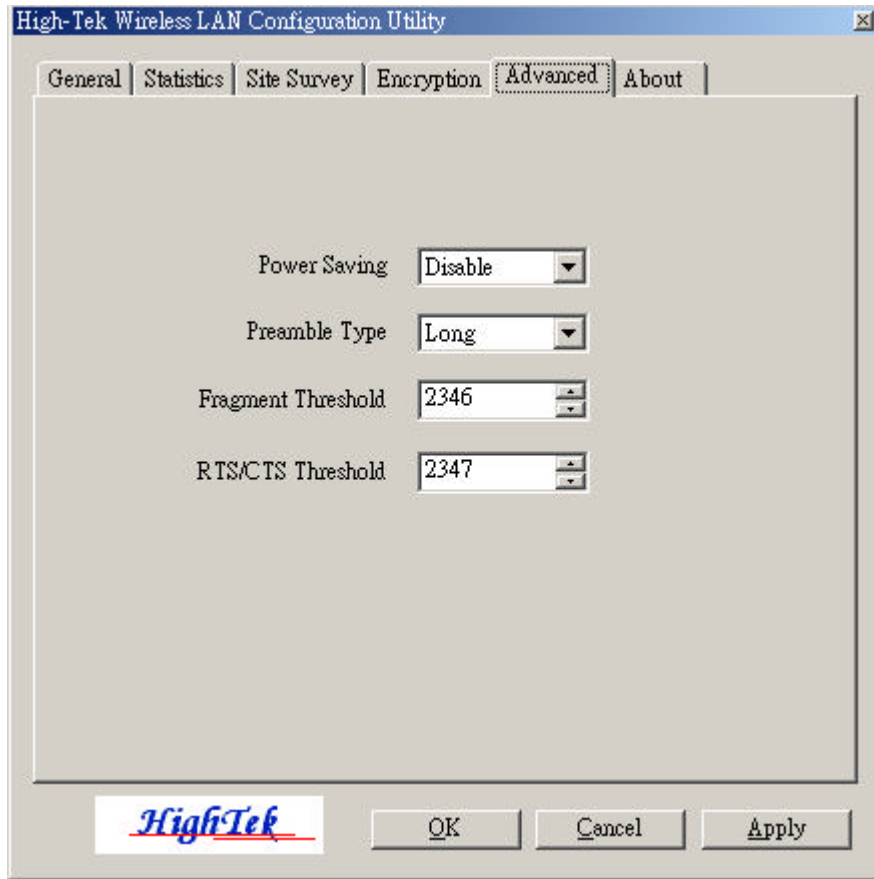 High-Tek Wireless LAN Configuration Utility
General Statistics Site Survey Encryption Advanced About
Power Saving Disable
Preamble Type Long
Fragment Threshold 2346
RTS/CTS Threshold 2347
HighTek OK Cancel Apply